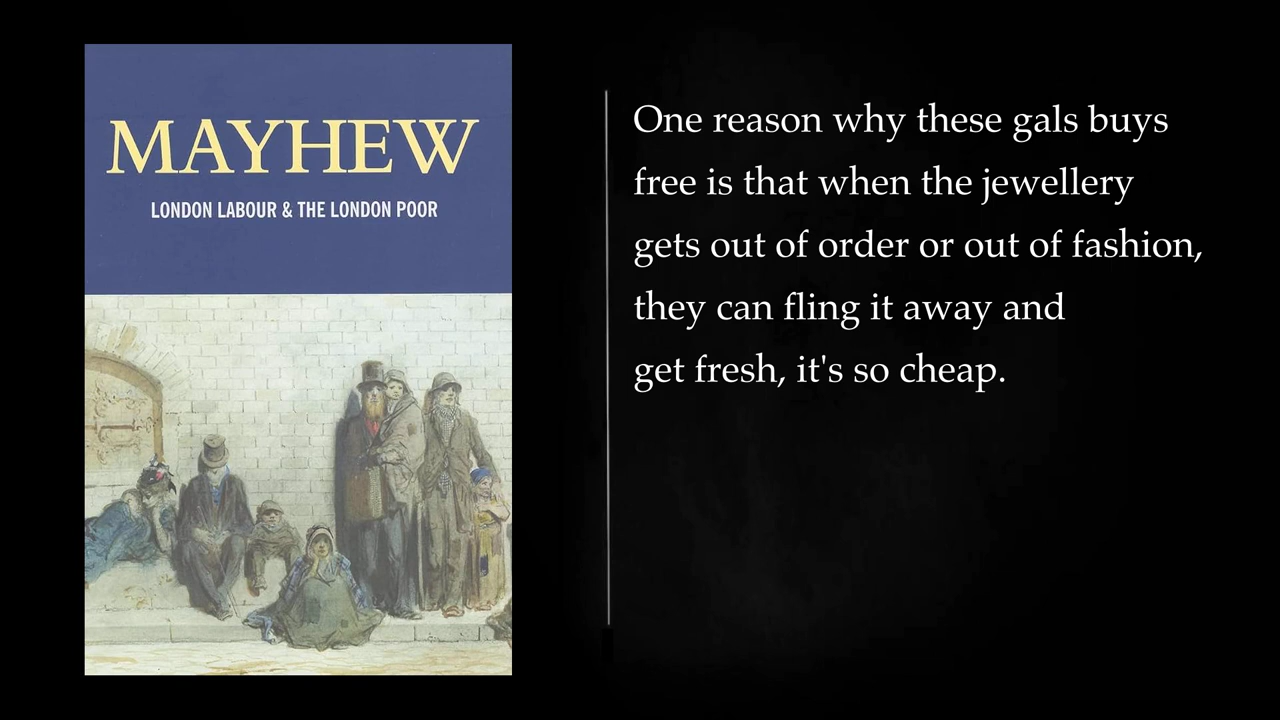 MAYHEW
LONDON LABOUR & THE LONDON POOR
One reason why these gals buys
free is that when the jewellery
gets out of order or out of fashion,
they can fling it away and
get fresh, it's so cheap.